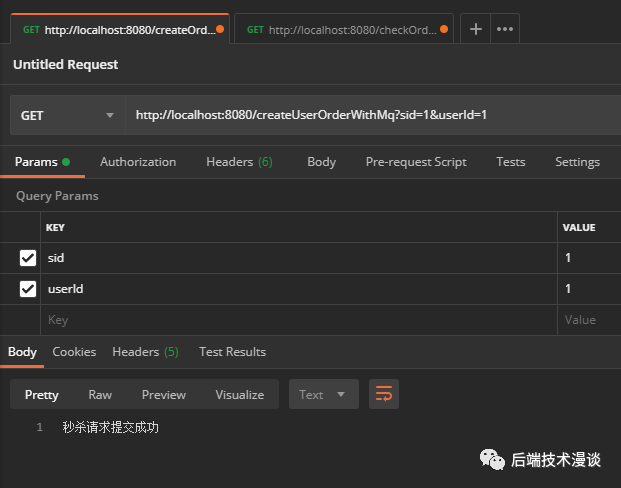 GET http://localhost:8080/createOrd... GET http://localhost:8080/checkOrd... + •••
Untitled Request
GET http://localhost:8080/createUserOrderWithMq?sid=1&userId=1
Params Authorization Headers (6) Body Pre-request Script Tests Settings
Query Params
KEY VALUE
sid 1
userId 1
Key Value
Body Cookies Headers (5) Test Results
Pretty Raw Preview Visualize Text
1 秒杀请求提交成功
后端技术漫谈